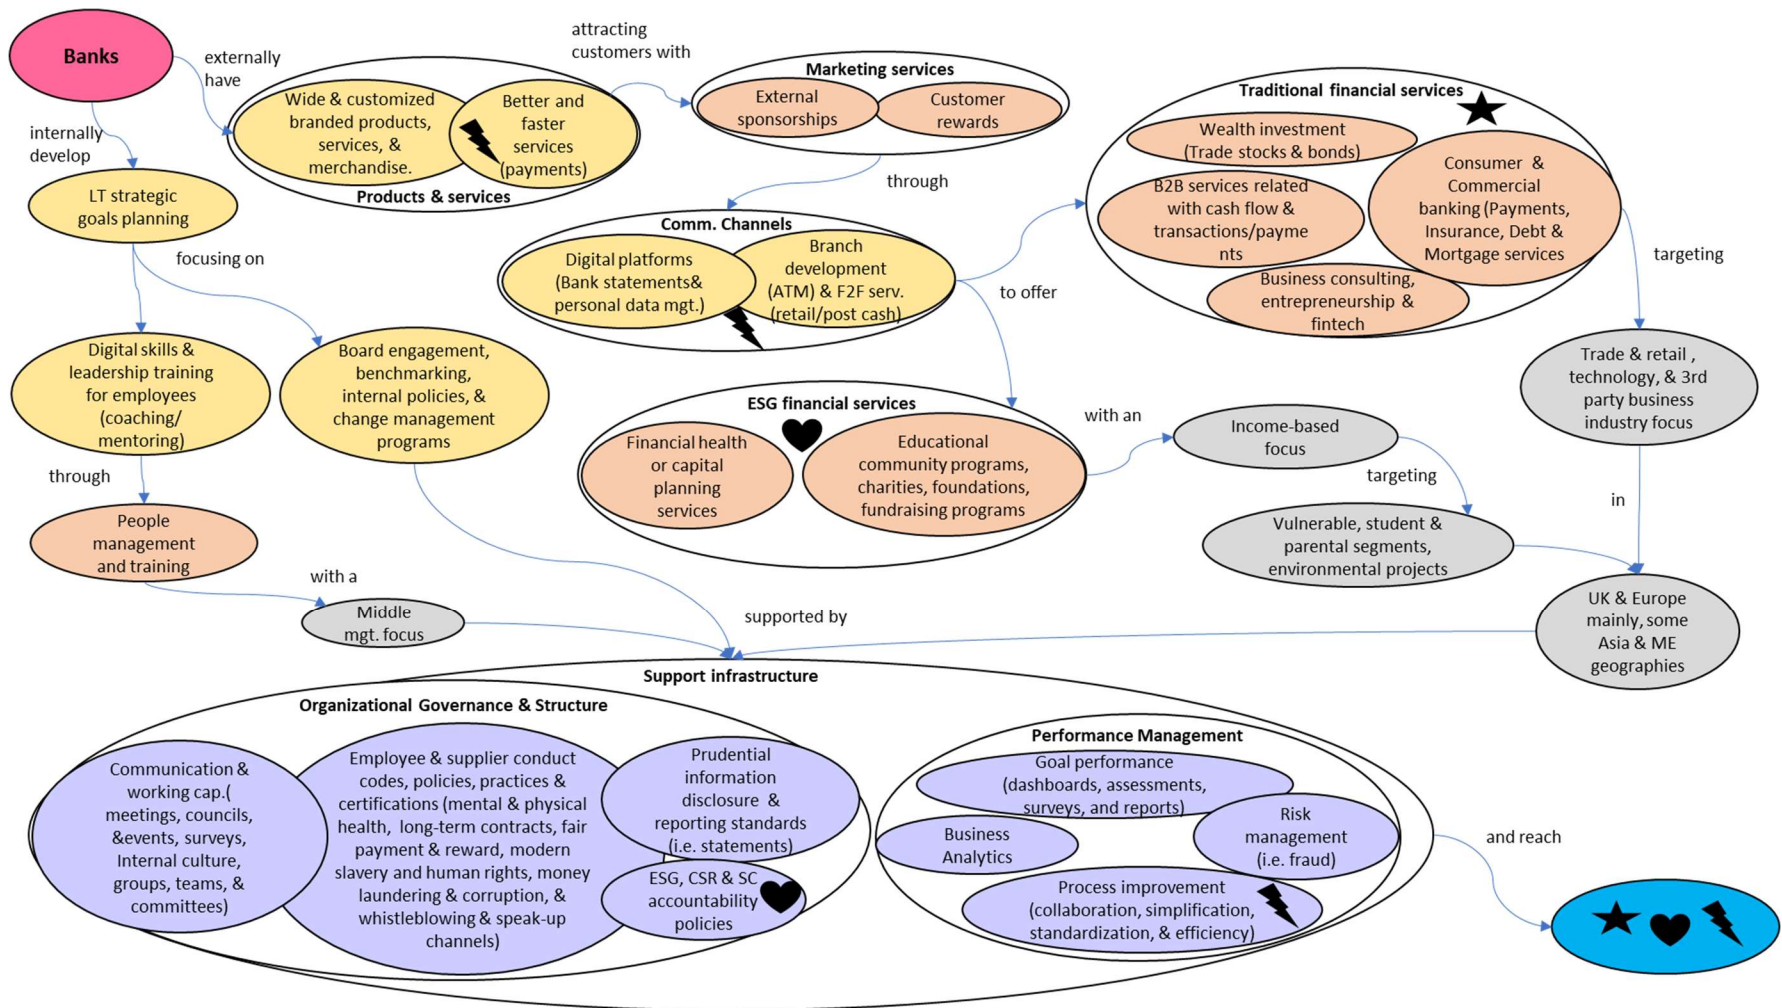 Banks
externally
have
attracting
customers with
internally
develop
Wide & customized
branded products,
services, &
merchandise.
Better and
faster
services
(payments)
Products & services
Marketing services
External
sponsorships
Customer
rewards
through
Traditional financial services
Wealth investment
(Trade stocks & bonds)
B2B services related
with cash flow &
transactions/payme
nts
Consumer &
Commercial
banking (Payments,
Insurance, Debt &
Mortgage services
Business consulting,
entrepreneurship &
fintech
targeting
LT strategic
goals planning
focusing on
Comm. Channels
Digital platforms
(Bank statements&
personal data mgt.)
Branch
development
(ATM) & F2F serv.
(retail/post cash)
to offer
Digital skills &
leadership training
for employees
(coaching/
mentoring)
Board engagement,
benchmarking,
internal policies, &
change management
programs
through
People
management
and training
with a
Middle
mgt. focus
ESG financial services
Financial health
or capital
planning
services
Educational
community programs,
charities, foundations,
fundraising programs
with an
Income-based
focus
targeting
Vulnerable, student &
parental segments,
environmental projects
Trade & retail ,
technology, & 3rd
party business
industry focus
in
UK & Europe
mainly, some
Asia & ME
geographies
supported by
Support infrastructure
Organizational Governance & Structure
Communication &
working cap.(
meetings, councils,
&events, surveys,
Internal culture,
groups, teams, &
committees)
Employee & supplier conduct
codes, policies, practices &
certifications (mental & physical
health, long-term contracts, fair
payment & reward, modern
slavery and human rights, money
laundering & corruption, &
whistleblowing & speak-up
channels)
Prudential
information
disclosure &
reporting standards
(i.e. statements)
ESG, CSR & SC
accountability
policies
Performance Management
Goal performance
(dashboards, assessments,
surveys, and reports)
Business
Analytics
Risk
management
(i.e. fraud)
Process improvement
(collaboration, simplification,
standardization, & efficiency)
and reach